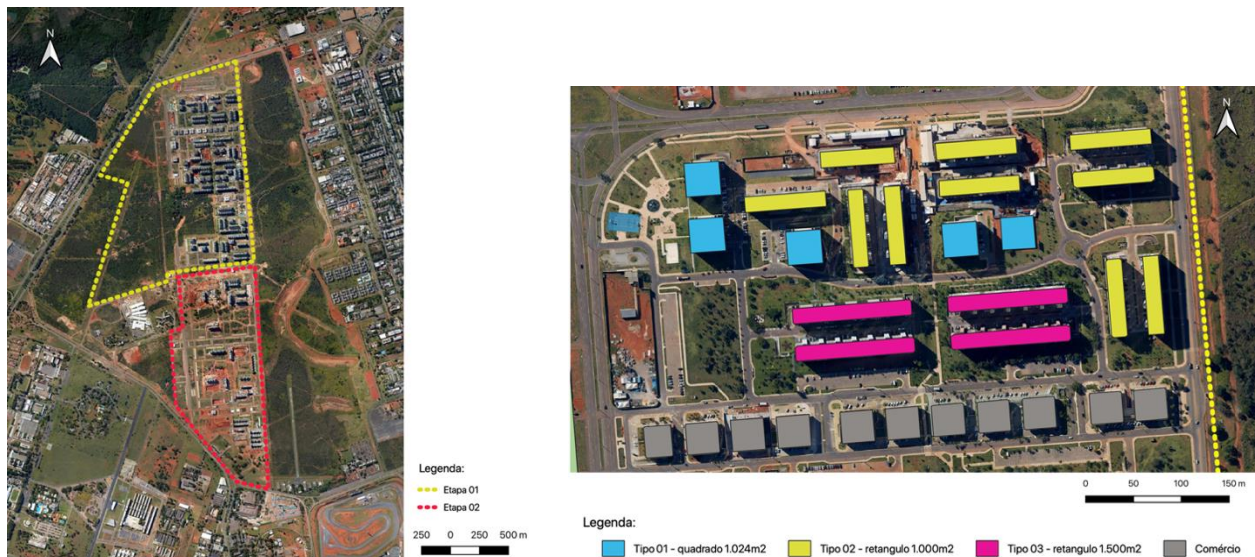 N
Legenda:
Etapa 01
Etapa 02
250 0 250 500 m
N
0 50 100 150 m
Legenda:
Tipo 01 - quadrado 1.024m2
Tipo 02 - retangulo 1.000m2
Tipo 03 - retangulo 1.500m2
Comércio